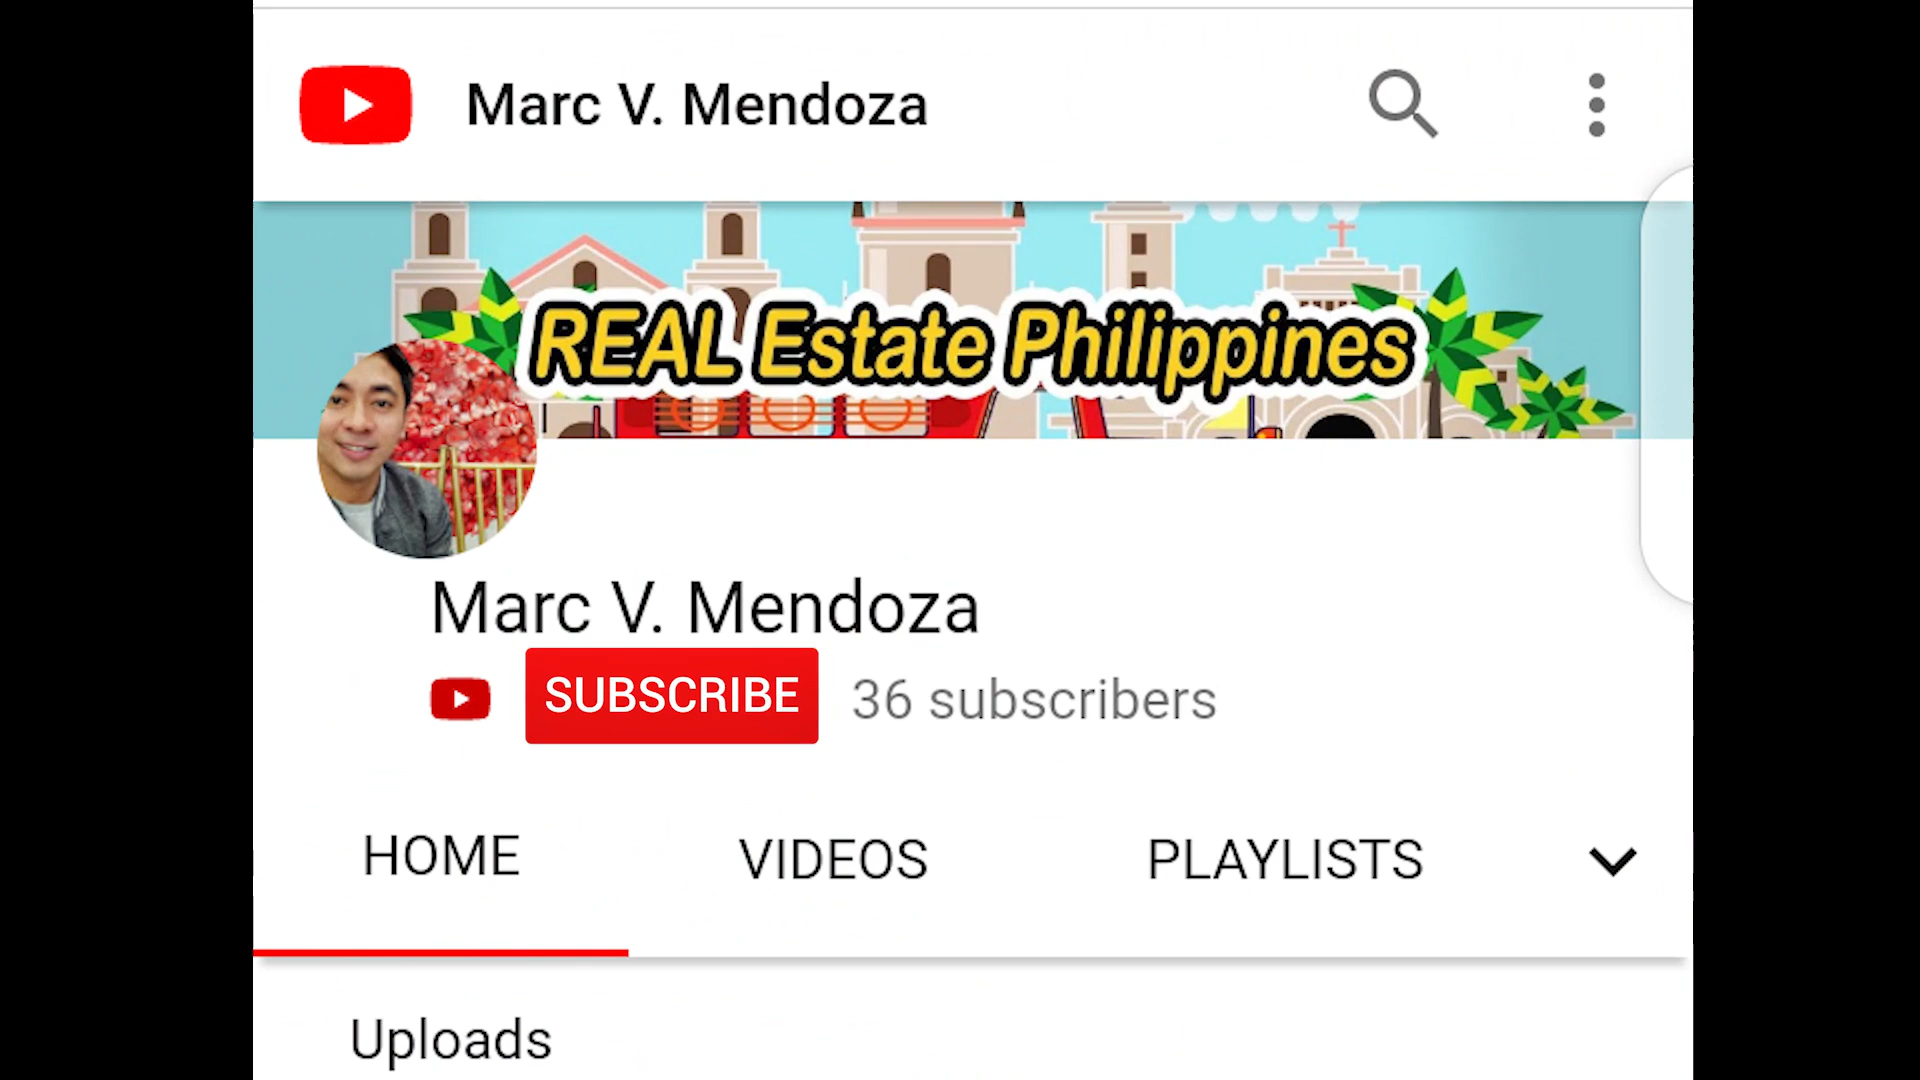 Marc V. Mendoza
REAL Estate Philippines
Marc V. Mendoza
SUBSCRIBE 36 subscribers
HOME VIDEOS PLAYLISTS
Uploads